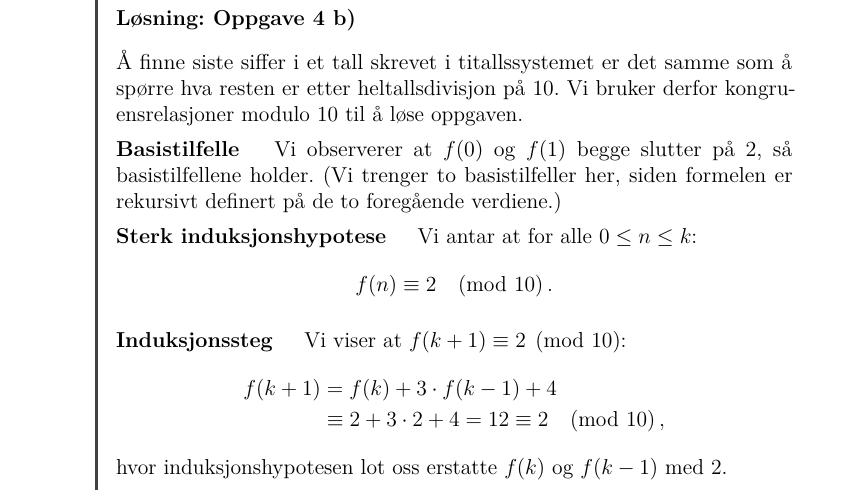 Løsning: Oppgave 4 b)
Å finne siste siffer i et tall skrevet i titallssystemet er det samme som å
spørre hva resten er etter heltallsdivisjon på 10. Vi bruker derfor kongru-
ensrelasjoner modulo 10 til å løse oppgaven.
Basistilfelle Vi observerer at f(0) og f(1) begge slutter på 2, så
basistilfellene holder. (Vi trenger to basistilfeller her, siden formelen er
rekursivt definert på de to foregående verdiene.)
Sterk induksjonshypotese Vi antar at for alle 0 ≤ n ≤ k:
f(n) ≡ 2 (mod 10).
Induksjonssteg Vi viser at f(k + 1) ≡ 2 (mod 10):
f(k + 1) = f(k) + 3 · f(k − 1) + 4
≡ 2 + 3 · 2 + 4 = 12 ≡ 2 (mod 10),
hvor induksjonshypotesen lot oss erstatte f(k) og f(k − 1) med 2.